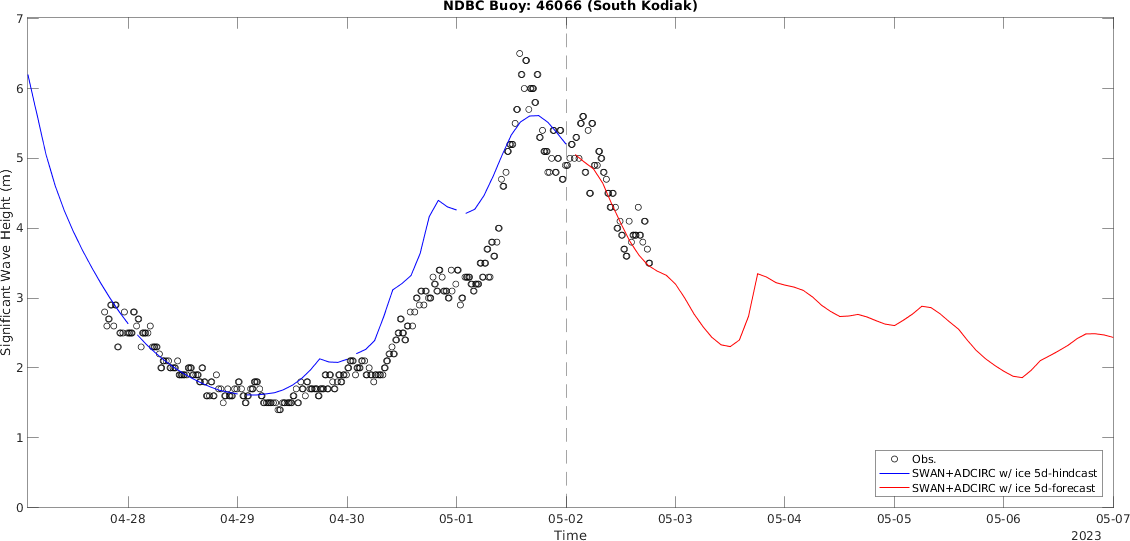 NDBC Buoy: 46066 (South Kodiak)
7
6
5
4
3
2
1
0
Significant Wave Height (m)
Obs.
SWAN+ADCIRC w/ ice 5d-hindcast
SWAN+ADCIRC w/ ice 5d-forecast
04-28 04-29 04-30 05-01 05-02 05-03 05-04 05-05 05-06 05-07
Time
2023